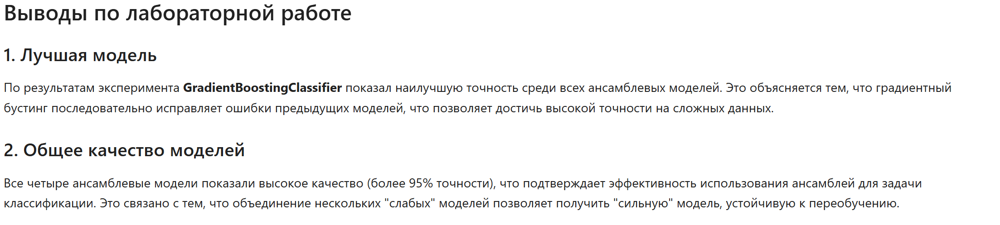 Выводы по лабораторной работе
1. Лучшая модель
По результатам эксперимента GradientBoostingClassifier показал наилучшую точность среди всех ансамблевых моделей. Это объясняется тем, что градиентный
бустинг последовательно исправляет ошибки предыдущих моделей, что позволяет достичь высокой точности на сложных данных.
2. Общее качество моделей
Все четыре ансамблевые модели показали высокое качество (более 95% точности), что подтверждает эффективность использования ансамблей для задачи
классификации. Это связано с тем, что объединение нескольких "слабых" моделей позволяет получить "сильную" модель, устойчивую к переобучению.